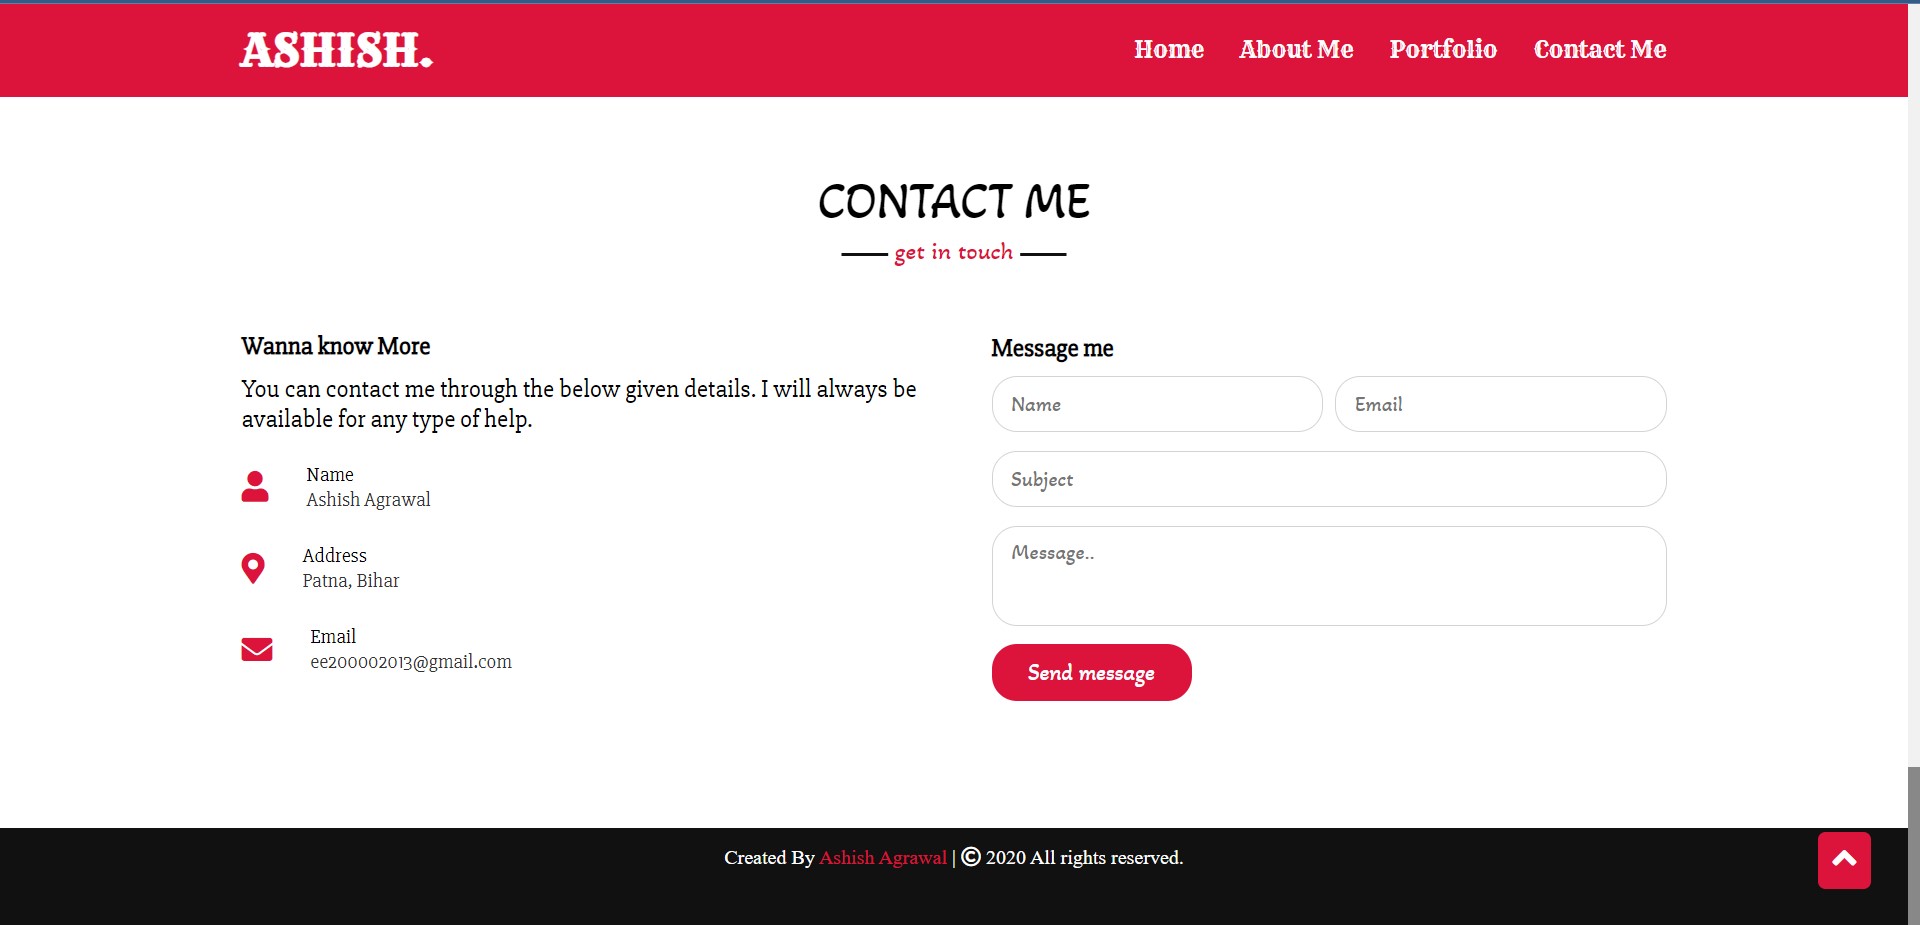 ASHISH.
Home About Me Portfolio Contact Me
CONTACT ME
get in touch
Wanna know More
You can contact me through the below given details. I will always be
available for any type of help.
Name
Ashish Agrawal
Address
Patna, Bihar
Email
ee200002013@gmail.com
Message me
Name Email
Subject
Message..
Send message
Created By Ashish Agrawal | © 2020 All rights reserved.